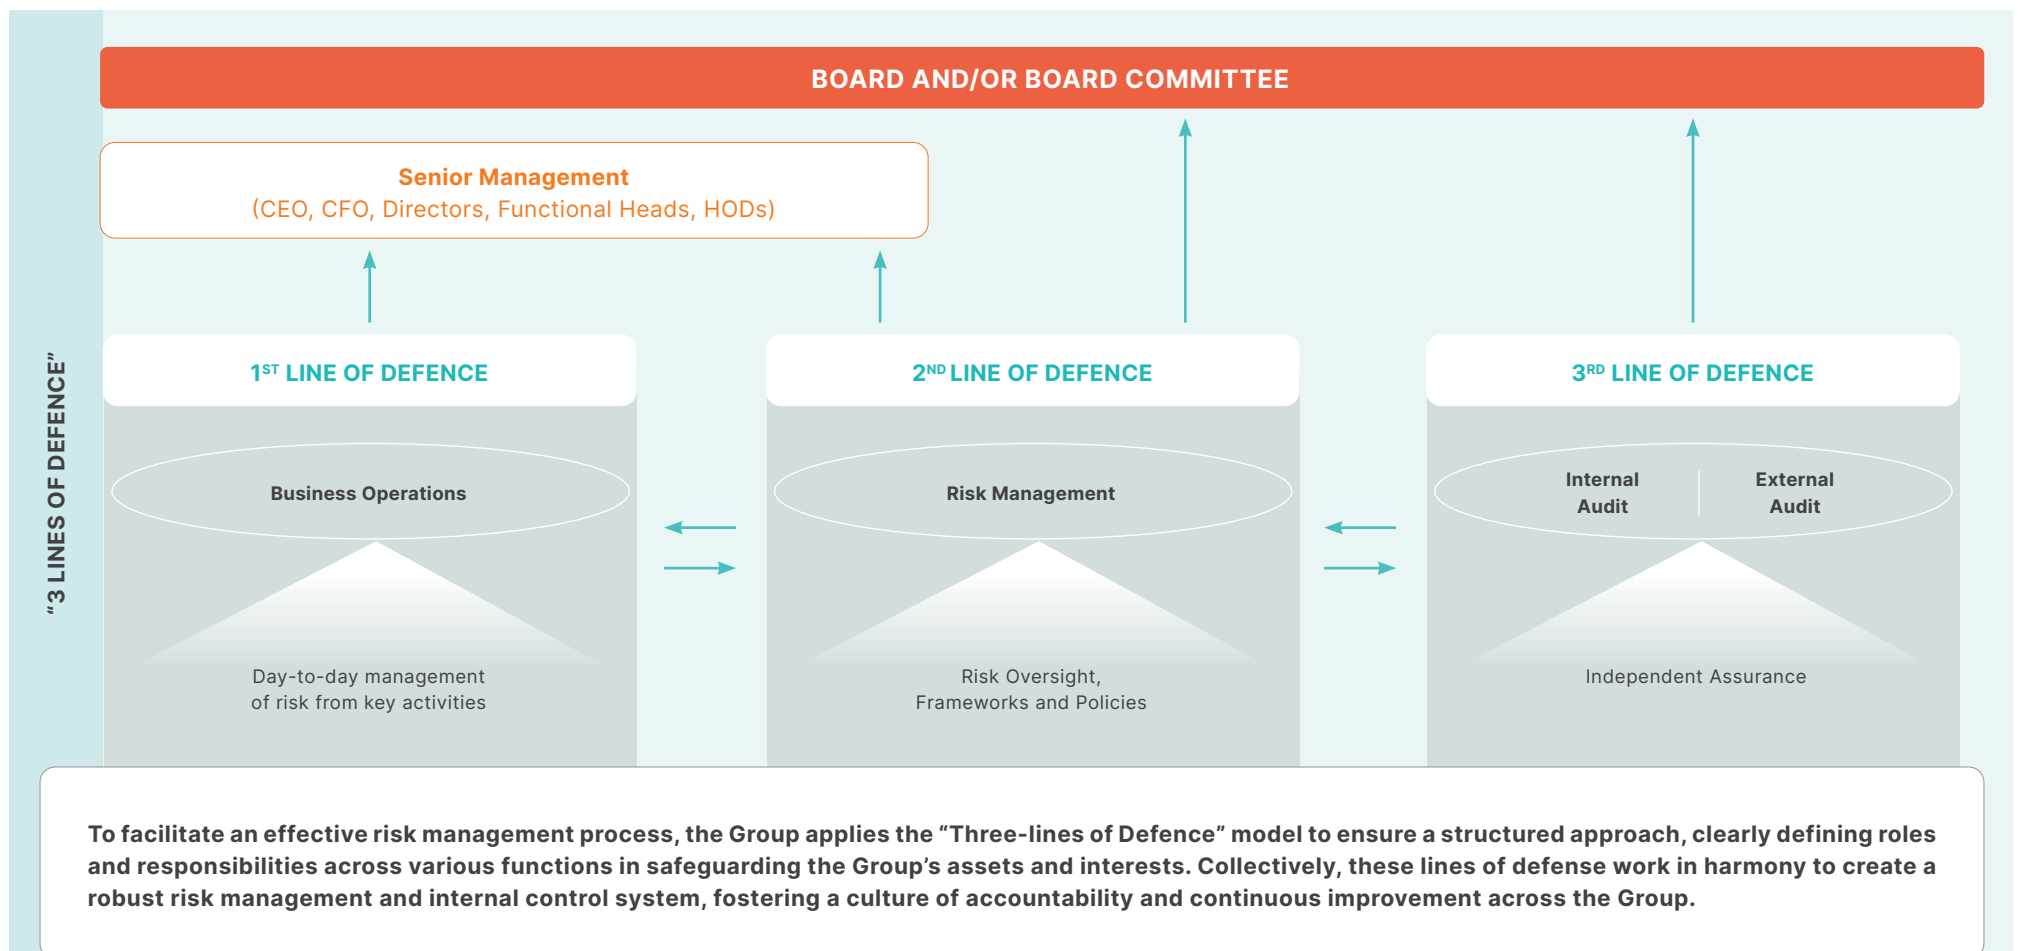 BOARD AND/OR BOARD COMMITTEE
Senior Management
(CEO, CFO, Directors, Functional Heads, HODs)
“3 LINES OF DEFENCE”
1ST LINE OF DEFENCE
Business Operations
Day-to-day management
of risk from key activities
2ND LINE OF DEFENCE
Risk Management
Risk Oversight,
Frameworks and Policies
3RD LINE OF DEFENCE
Internal
Audit
External
Audit
Independent Assurance
To facilitate an effective risk management process, the Group applies the “Three-lines of Defence” model to ensure a structured approach, clearly defining roles
and responsibilities across various functions in safeguarding the Group’s assets and interests. Collectively, these lines of defense work in harmony to create a
robust risk management and internal control system, fostering a culture of accountability and continuous improvement across the Group.